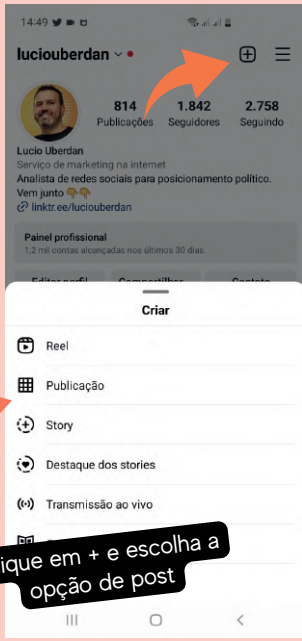 14:49
luciouberdan
814 1.842 2.758
Publicações Seguidores Seguindo
Lucio Uberdan
Serviço de marketing na internet
Analista de redes sociais para posicionamento político.
Vem junto
linktr.ee/luciouberdan
Painel profissional
1,2 mil contas alcançadas nos últimos 30 dias.
Editar perfil Compartilhar Contato
Criar
Reel
Publicação
Story
Destaque dos stories
Transmissão ao vivo
ique em + e escolha a
opção de post